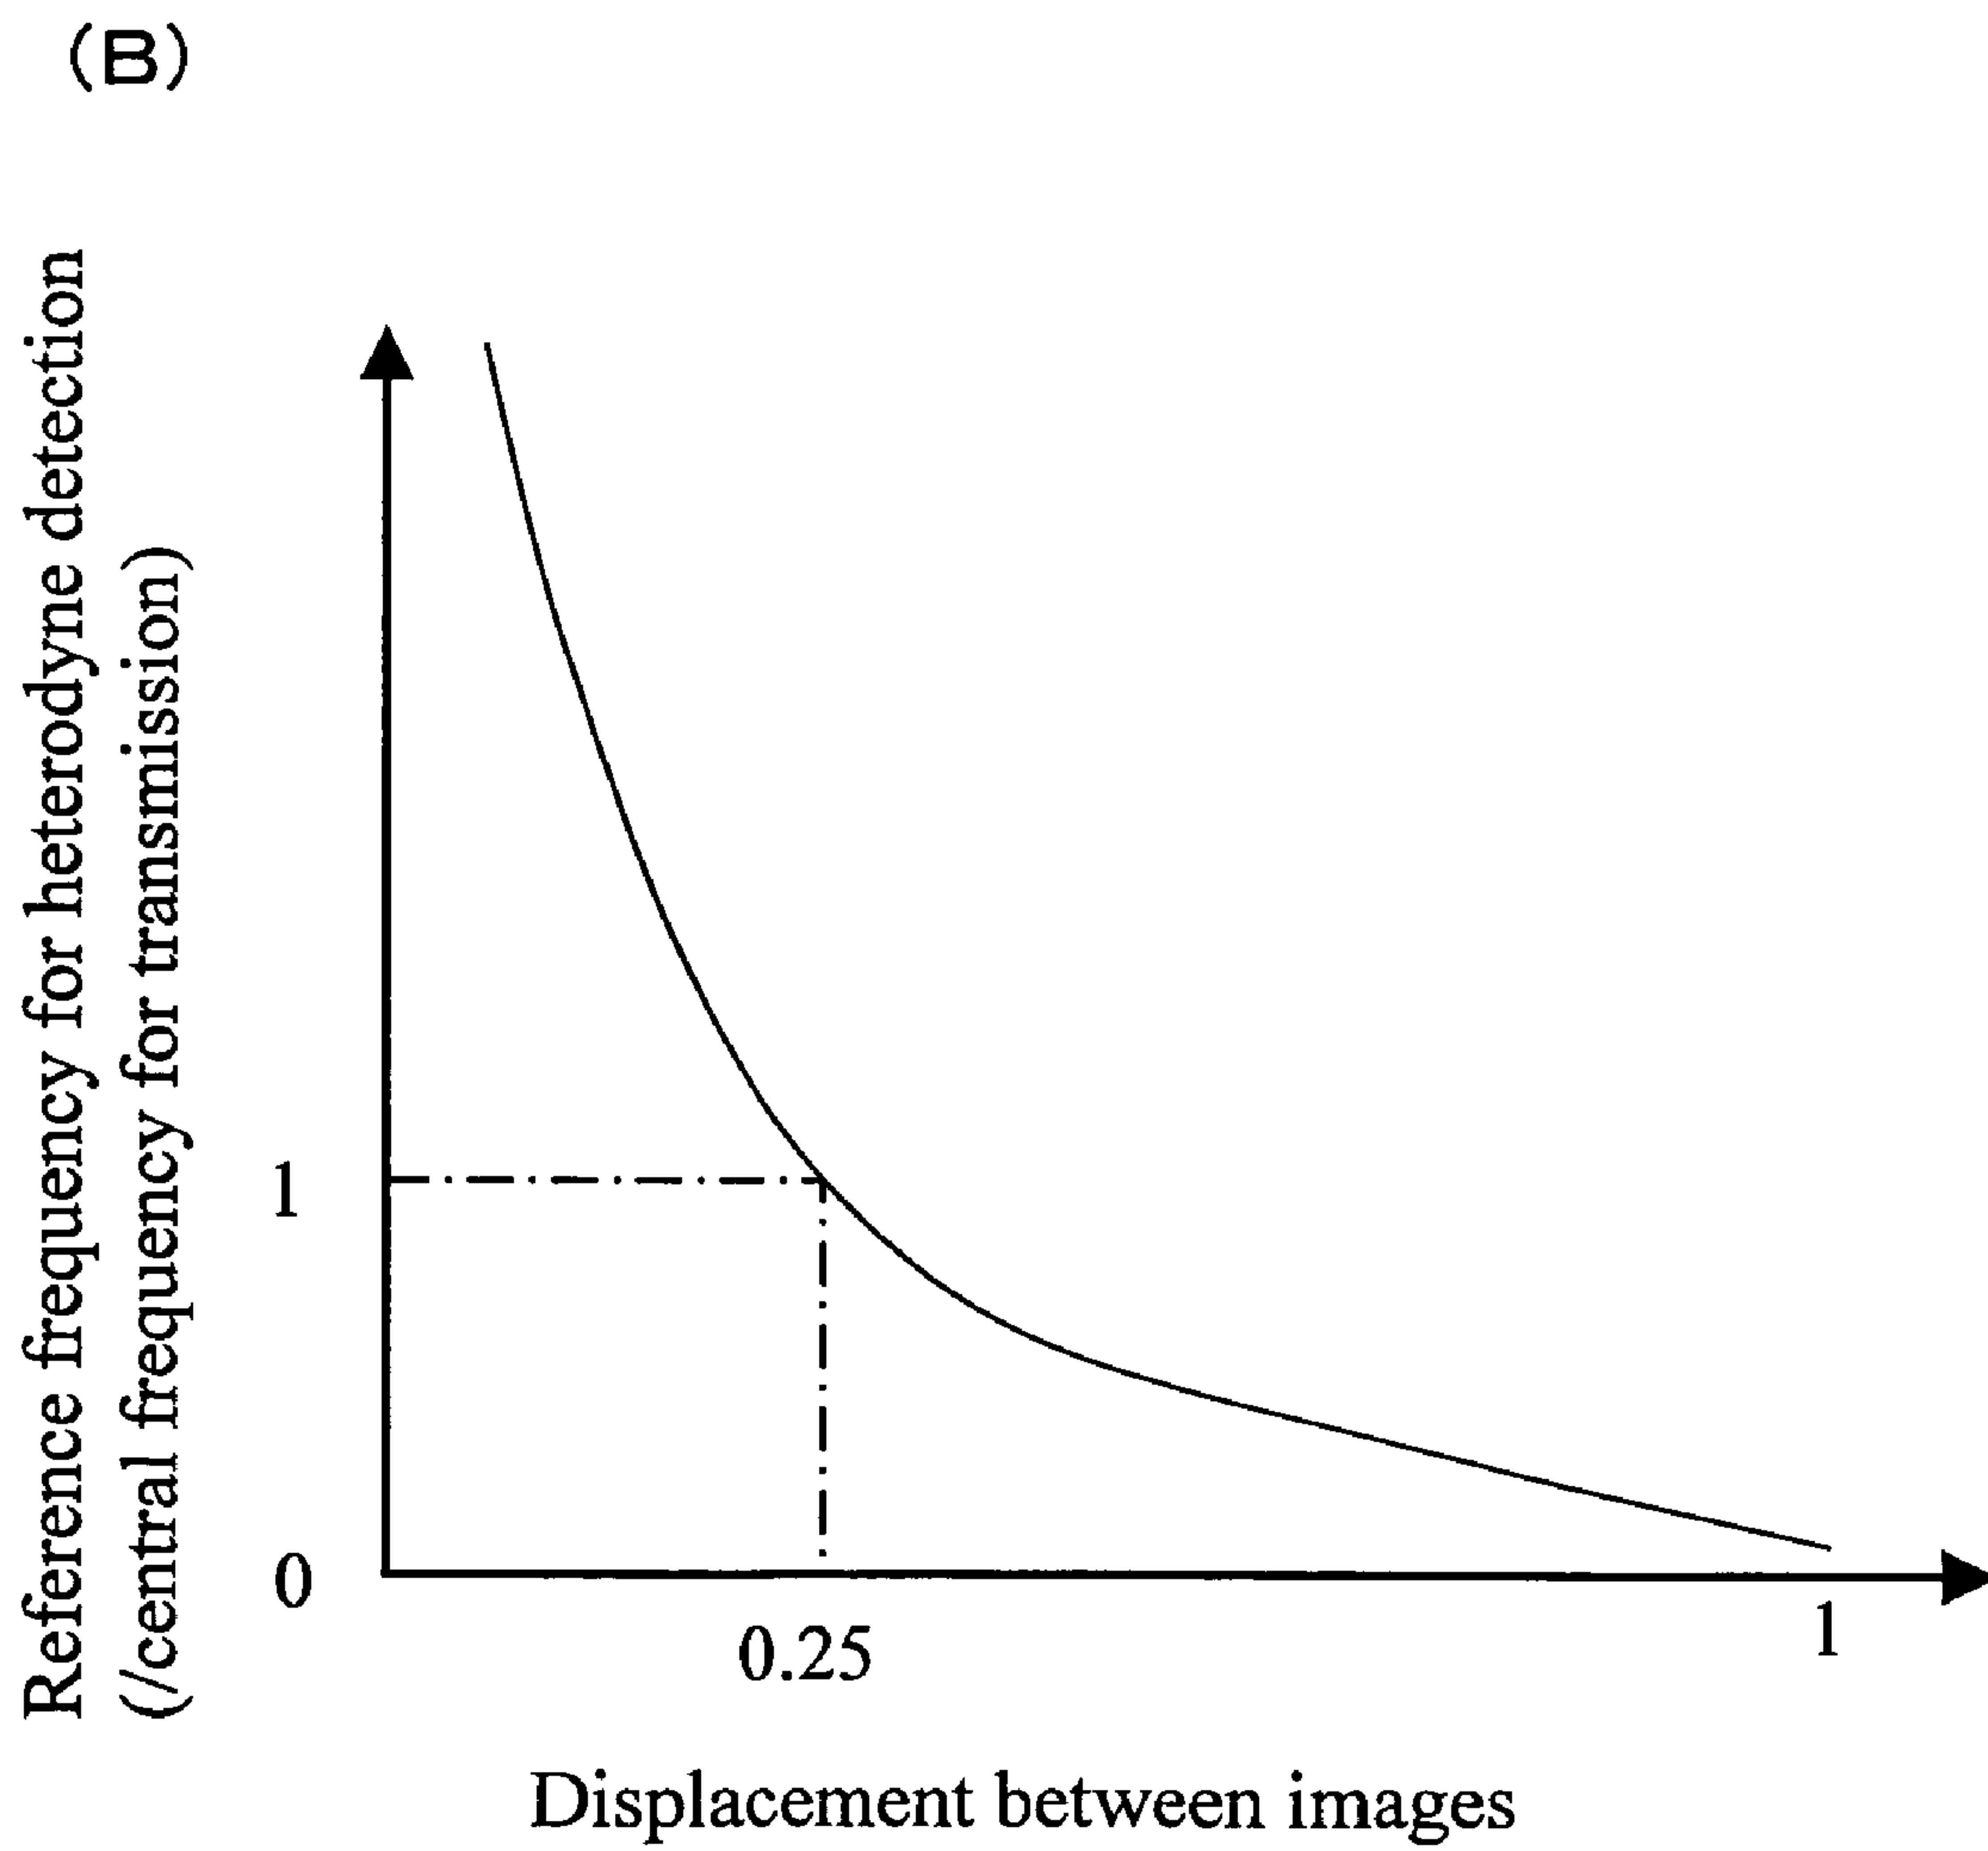 (B)
Reference frequency for heterodyne detection
(/central frequency for transmission)
1
0
0.25
1
Displacement between images